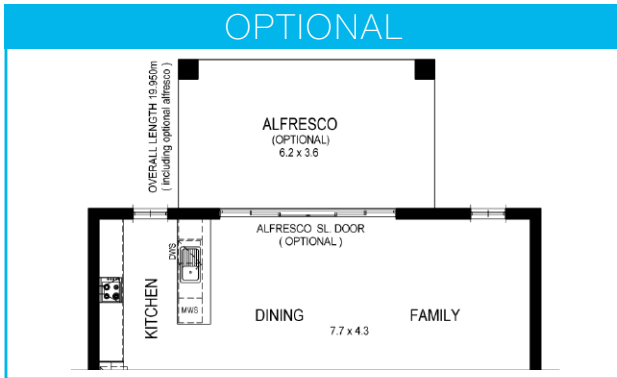 OPTIONAL
OVERALL LENGTH 19.950m
( including optional alfresco )
ALFRESCO
(OPTIONAL)
6.2 x 3.6
ALFRESCO SL. DOOR
( OPTIONAL )
DWS
KITCHEN
MWS
DINING
FAMILY
7.7 x 4.3